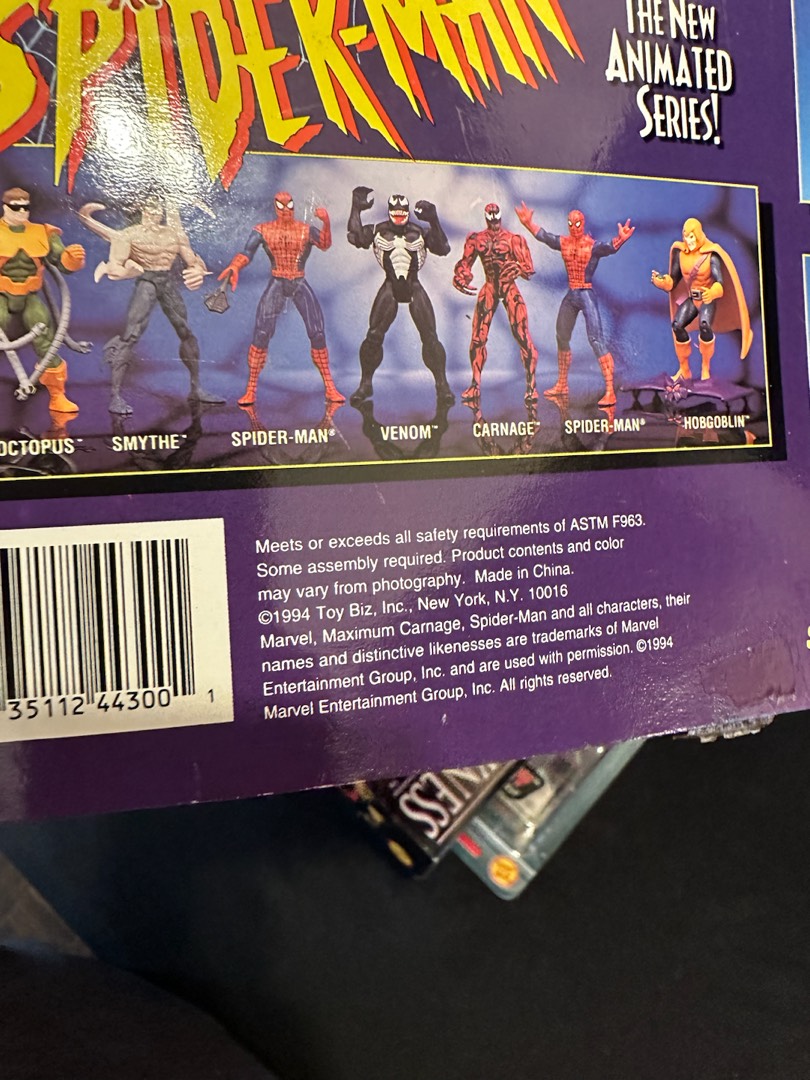 SPIDER-MAN
THE NEW
ANIMATED
SERIES!
OCTOPUS™ SMYTHE™ SPIDER-MAN® VENOM™ CARNAGE™ SPIDER-MAN® HOBGOBLIN™
Meets or exceeds all safety requirements of ASTM F963.
Some assembly required. Product contents and color
may vary from photography. Made in China.
©1994 Toy Biz, Inc., New York, N.Y. 10016
Marvel, Maximum Carnage, Spider-Man and all characters, their
names and distinctive likenesses are trademarks of Marvel
Entertainment Group, Inc. and are used with permission. ©1994
Marvel Entertainment Group, Inc. All rights reserved.
35112 44300 1
NESS